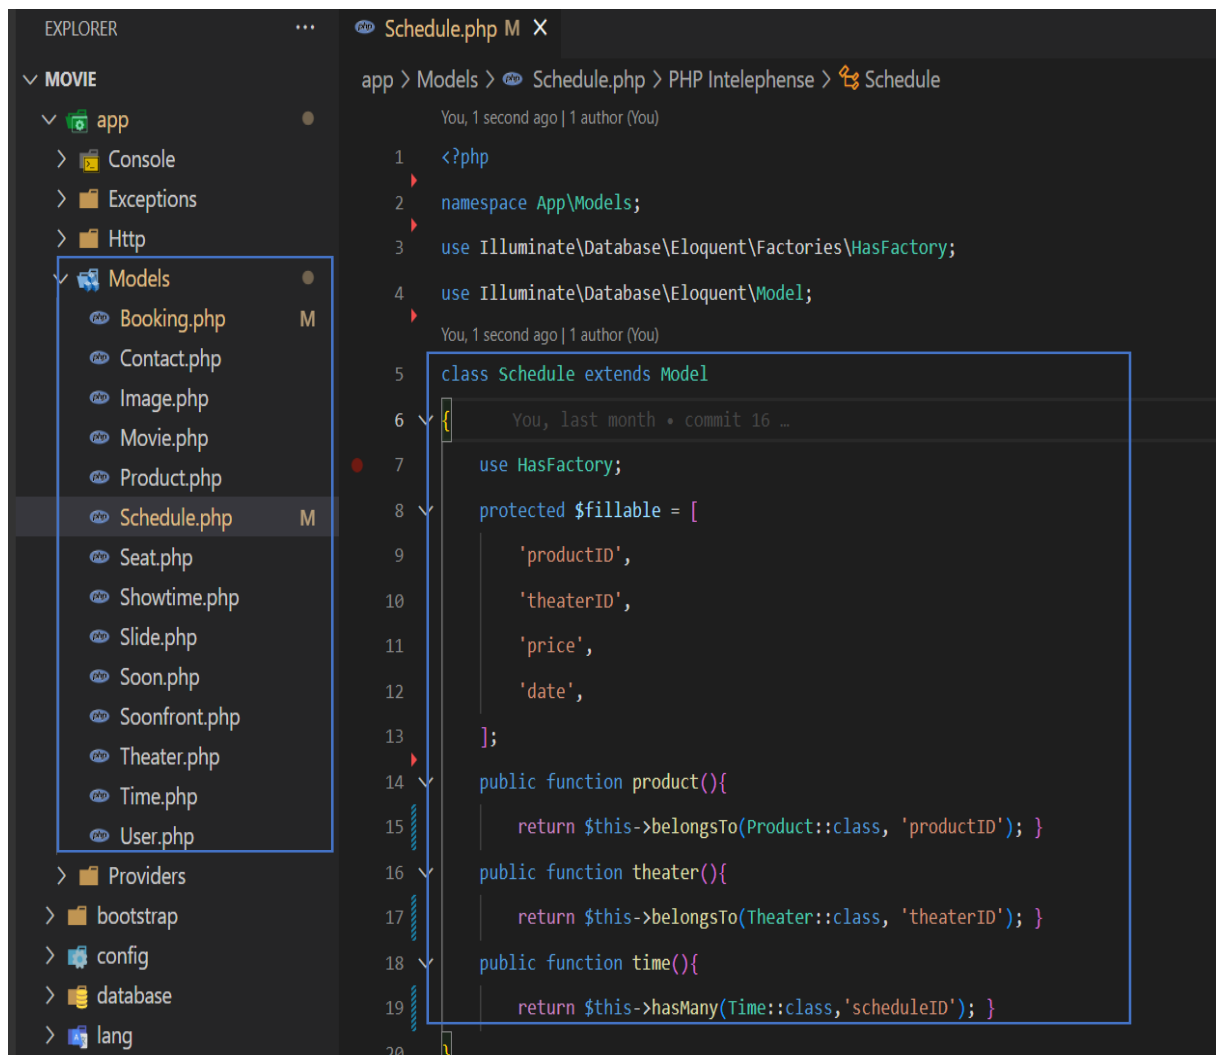 EXPLORER ...
MOVIE
app
Console
Exceptions
Http
Models
Booking.php M
Contact.php
Image.php
Movie.php
Product.php
Schedule.php M
Seat.php
Showtime.php
Slide.php
Soon.php
Soonfront.php
Theater.php
Time.php
User.php
Providers
bootstrap
config
database
lang
Schedule.php M X
app > Models > Schedule.php > PHP Intelephense > Schedule
You, 1 second ago | 1 author (You)
1 <?php
2 namespace App\Models;
3 use Illuminate\Database\Eloquent\Factories\HasFactory;
4 use Illuminate\Database\Eloquent\Model;
You, 1 second ago | 1 author (You)
5 class Schedule extends Model
6 { You, last month • commit 16 …
7 use HasFactory;
8 protected $fillable = [
9 'productID',
10 'theaterID',
11 'price',
12 'date',
13 ];
14 public function product(){
15 return $this->belongsTo(Product::class, 'productID'); }
16 public function theater(){
17 return $this->belongsTo(Theater::class, 'theaterID'); }
18 public function time(){
19 return $this->hasMany(Time::class,'scheduleID'); }
20 }